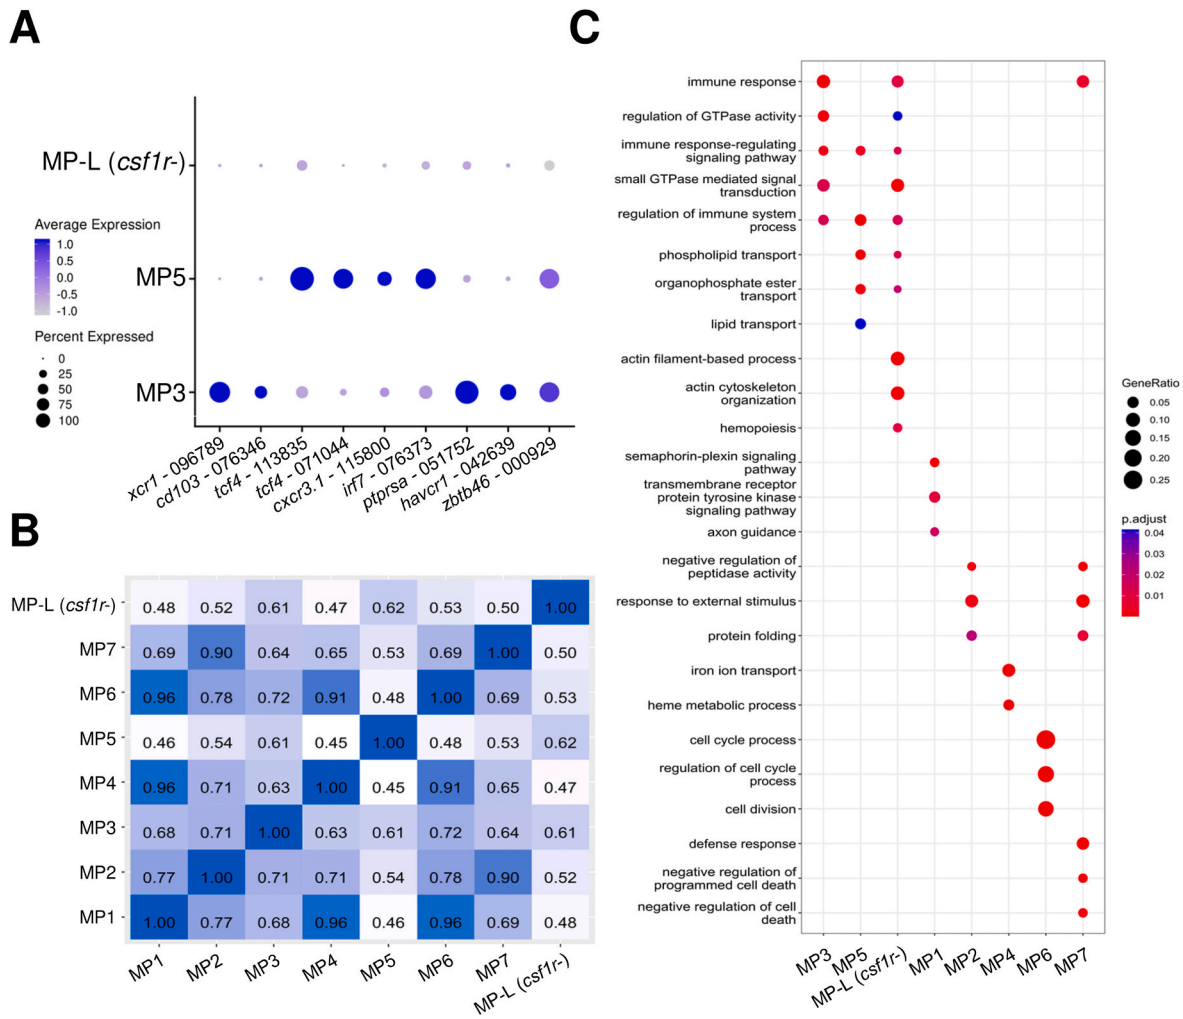 A
MP-L (csf1r-)
Average Expression
1.0
0.5
0.0
-0.5
-1.0
MP5
Percent Expressed
0
25
50
75
100
MP3
xcr1 - 096789
cd103 - 076346
tcf4 - 113835
tcf4 - 071044
cxcr3.1 - 115800
irf7 - 076373
ptprsa - 051752
havcr1 - 042639
zbtb46 - 000929
B
MP-L (csf1r-) 0.48 0.52 0.61 0.47 0.62 0.53 0.50 1.00
MP7 0.69 0.90 0.64 0.65 0.53 0.69 1.00 0.50
MP6 0.96 0.78 0.72 0.91 0.48 1.00 0.69 0.53
MP5 0.46 0.54 0.61 0.45 1.00 0.48 0.53 0.62
MP4 0.96 0.71 0.63 1.00 0.45 0.91 0.65 0.47
MP3 0.68 0.71 1.00 0.63 0.61 0.72 0.64 0.61
MP2 0.77 1.00 0.71 0.71 0.54 0.78 0.90 0.52
MP1 1.00 0.77 0.68 0.96 0.46 0.96 0.69 0.48
MP1 MP2 MP3 MP4 MP5 MP6 MP7 MP-L (csf1r-)
C
immune response
regulation of GTPase activity
immune response-regulating
signaling pathway
small GTPase mediated signal
transduction
regulation of immune system
process
phospholipid transport
organophosphate ester
transport
lipid transport
actin filament-based process
actin cytoskeleton
organization
hemopoiesis
semaphorin-plexin signaling
pathway
transmembrane receptor
protein tyrosine kinase
signaling pathway
axon guidance
negative regulation of
peptidase activity
response to external stimulus
protein folding
iron ion transport
heme metabolic process
cell cycle process
regulation of cell cycle
process
cell division
defense response
negative regulation of
programmed cell death
negative regulation of cell
death
MP3 MP5 MP-L (csf1r-) MP1 MP2 MP4 MP6 MP7
GeneRatio
0.05
0.10
0.15
0.20
0.25
p.adjust
0.04
0.03
0.02
0.01